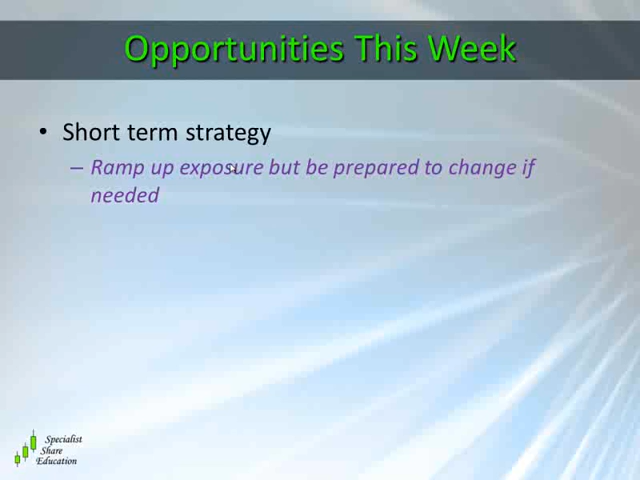 Opportunities This Week
• Short term strategy
– Ramp up exposure but be prepared to change if
needed
Specialist
Share
Education